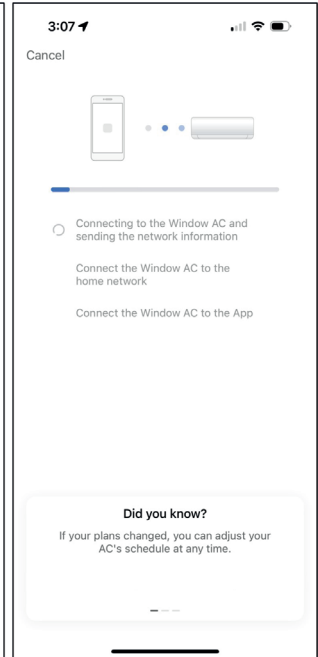 3:07
Cancel
Connecting to the Window AC and
sending the network information
Connect the Window AC to the
home network
Connect the Window AC to the App
Did you know?
If your plans changed, you can adjust your
AC's schedule at any time.